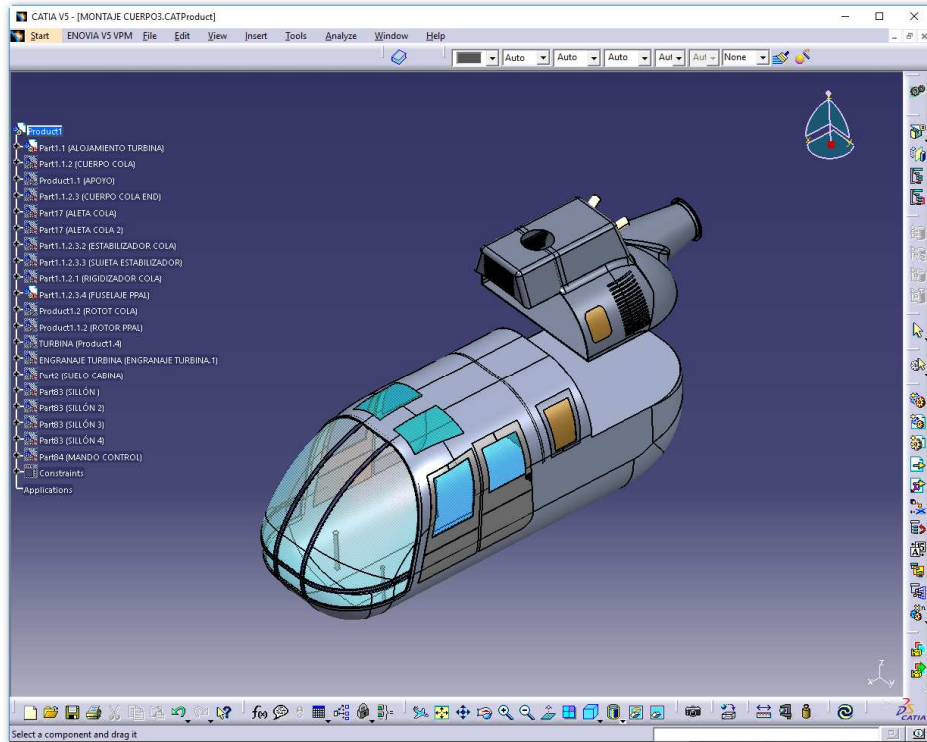 CATIA V5 - [MONTAJE CUERPO3.CATProduct]
Start ENOVIA V5 VPM File Edit View Insert Tools Analyze Window Help
Auto Auto Auto Aut Aut None
Product1
Part1.1 (ALOJAMIENTO TURBINA)
Part1.1.2 (CUERPO COLA)
Product1.1 (APOYO)
Part1.1.2.3 (CUERPO COLA END)
Part17 (ALETA COLA)
Part17 (ALETA COLA 2)
Part1.1.2.3.2 (ESTABILIZADOR COLA)
Part1.1.2.3.3 (SUJETA ESTABILIZADOR)
Part1.1.2.1 (RIGIDIZADOR COLA)
Part1.1.2.3.4 (FUSELAJE PPAL)
Product1.2 (ROTOT COLA)
Product1.1.2 (ROTOR PPAL)
TURBINA (Product1.4)
ENGRANAJE TURBINA (ENGRANAJE TURBINA.1)
Part2 (SUELO CABINA)
Part83 (SILLÓN )
Part83 (SILLÓN 2)
Part83 (SILLÓN 3)
Part83 (SILLÓN 4)
Part84 (MANDO CONTROL)
Constraints
Applications
z
x y
f(x)
CATIA
Select a component and drag it